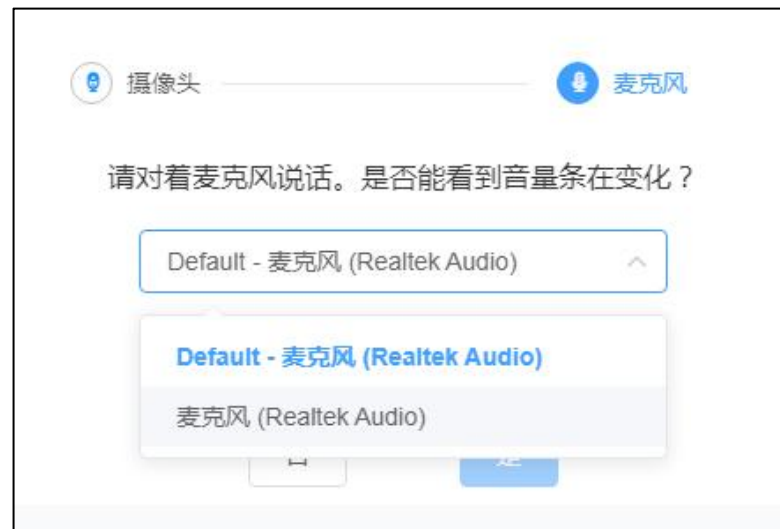 摄像头
麦克风
请对着麦克风说话。是否能看到音量条在变化？
Default - 麦克风 (Realtek Audio)
Default - 麦克风 (Realtek Audio)
麦克风 (Realtek Audio)